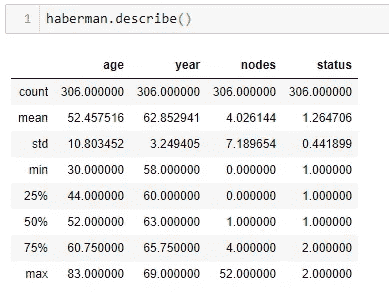 1 haberman.describe()
age year nodes status
count 306.000000 306.000000 306.000000 306.000000
mean 52.457516 62.852941 4.026144 1.264706
std 10.803452 3.249405 7.189654 0.441899
min 30.000000 58.000000 0.000000 1.000000
25% 44.000000 60.000000 0.000000 1.000000
50% 52.000000 63.000000 1.000000 1.000000
75% 60.750000 65.750000 4.000000 2.000000
max 83.000000 69.000000 52.000000 2.000000